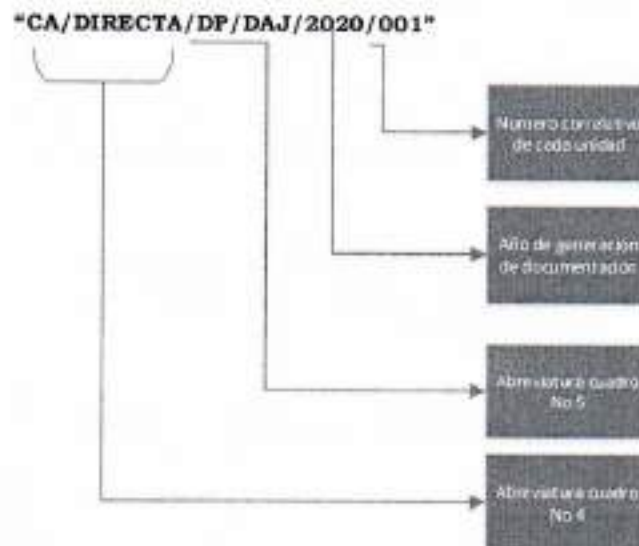 “CA/DIRECTA/DP/DAJ/2020/001”
Número correlativo
de cada unidad
Año de generación
de documentación
Abreviatura cuadro
No 5
Abreviatura cuadro
No 4